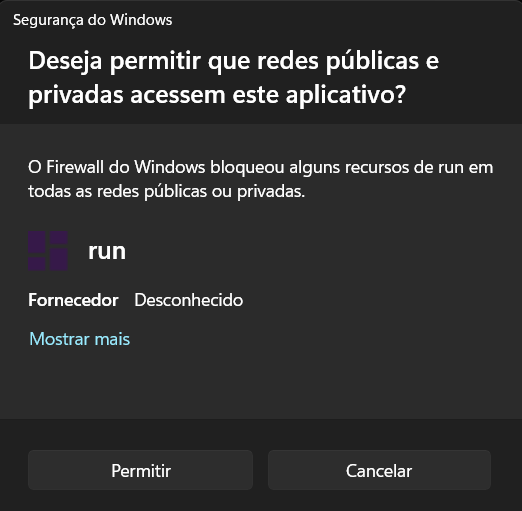 Segurança do Windows
Deseja permitir que redes públicas e
privadas acessem este aplicativo?
O Firewall do Windows bloqueou alguns recursos de run em
todas as redes públicas ou privadas.
run
Fornecedor Desconhecido
Mostrar mais
Permitir
Cancelar